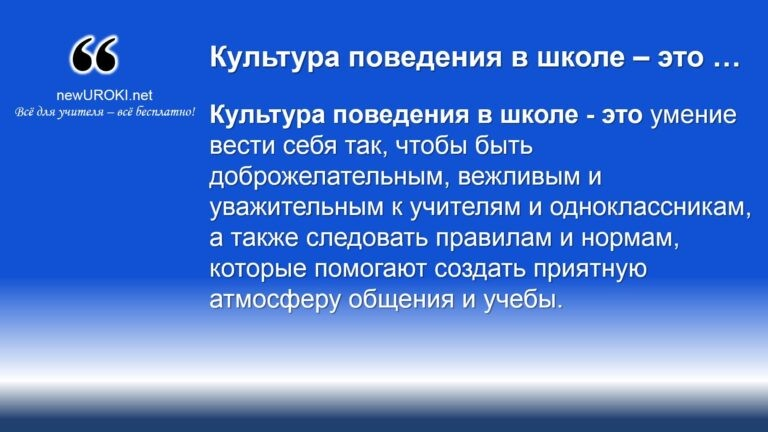 ❝
newUROKI.net
Всё для учителя – всё бесплатно!
Культура поведения в школе – это …
Культура поведения в школе - это умение
вести себя так, чтобы быть
доброжелательным, вежливым и
уважительным к учителям и одноклассникам,
а также следовать правилам и нормам,
которые помогают создать приятную
атмосферу общения и учебы.